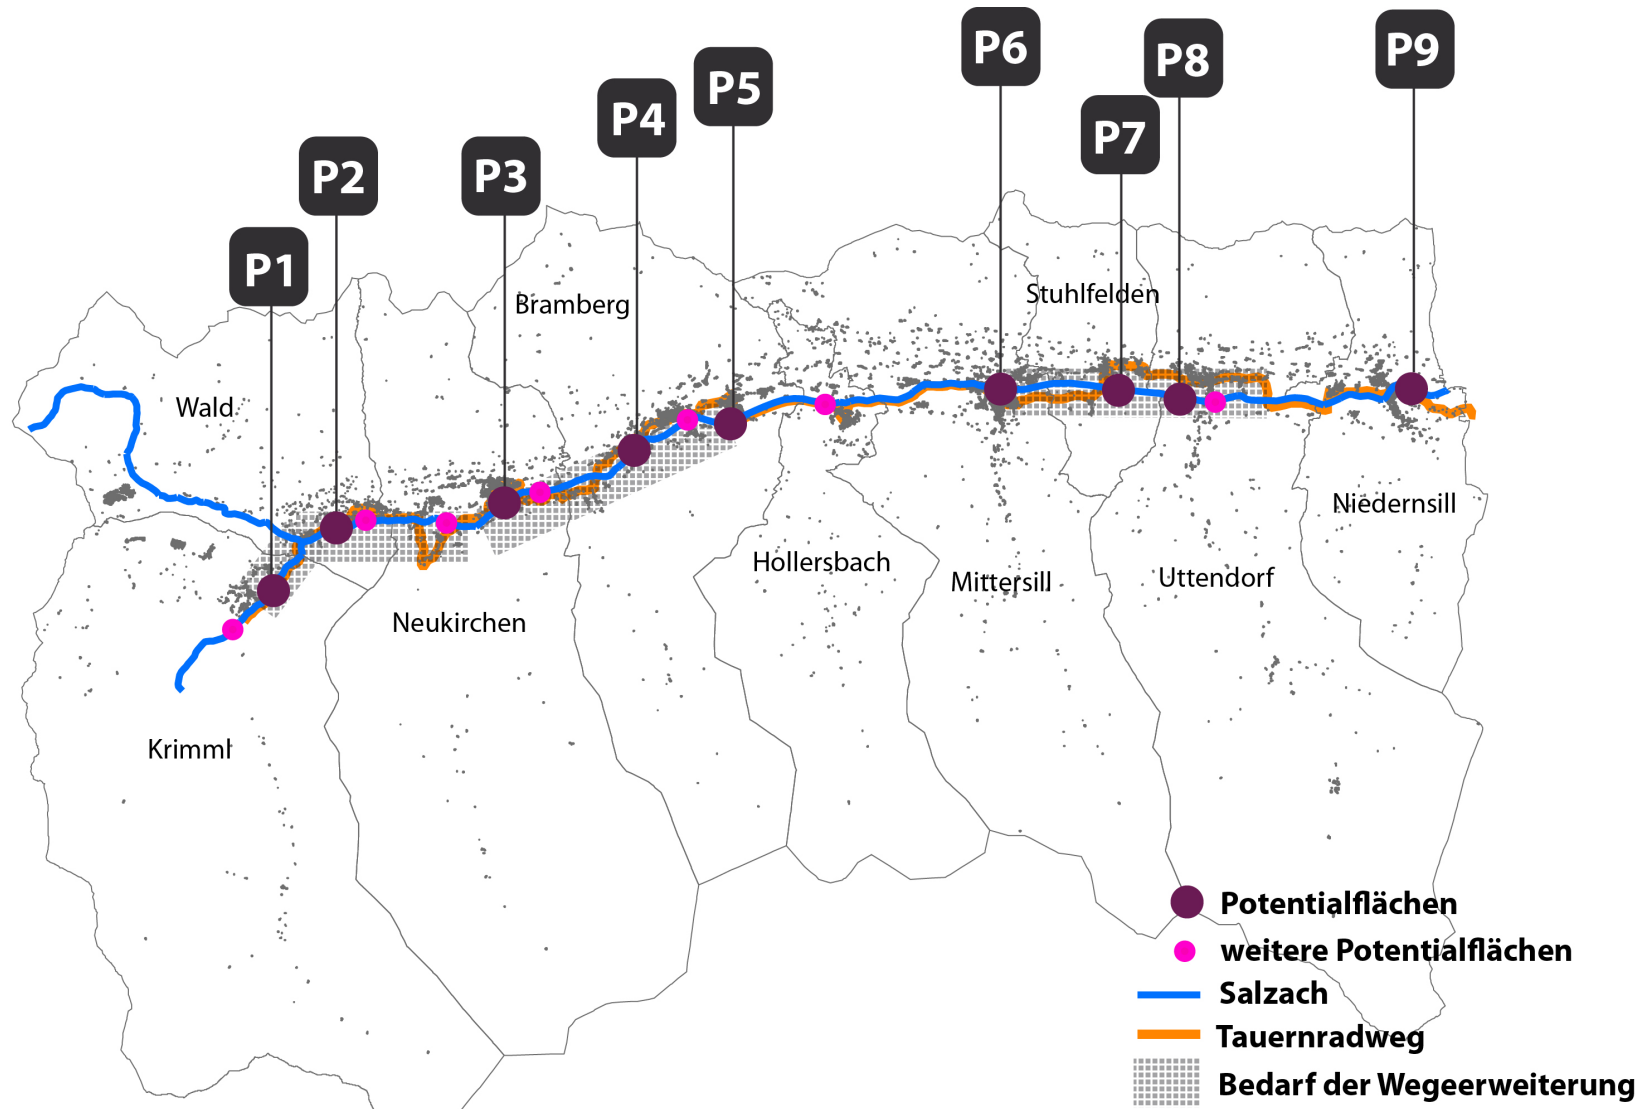 P6
P9
P8
P5
P4
P7
P2
P3
P1
Stuhlfelden
Bramberg
Wald
Niedernsill
Hollersbach
Mittersill
Uttendorf
Neukirchen
Krimml
Potentialflächen
weitere Potentialflächen
Salzach
Tauernradweg
Bedarf der Wegeerweiterung